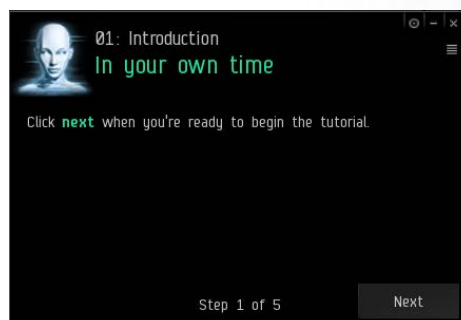 01: Introduction
In your own time
Click next when you're ready to begin the tutorial.
Step 1 of 5
Next